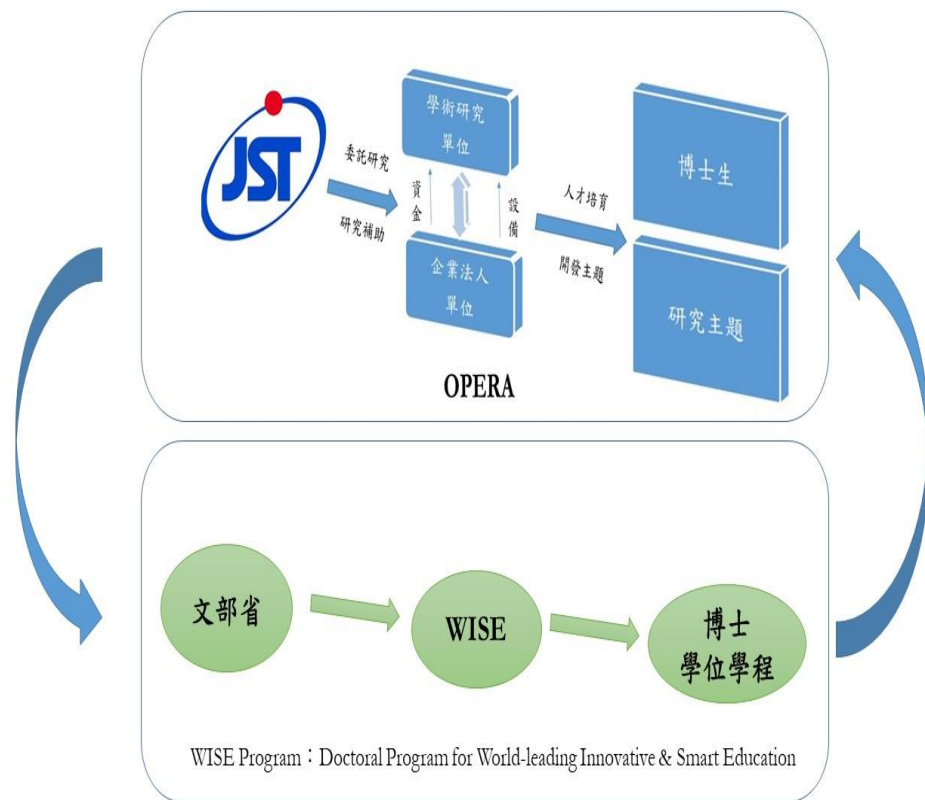 JST
委託研究
研究補助
學術研究
單位
資金
設備
企業法人
單位
人才培育
開發主題
博士生
研究主題
OPERA
文部省
WISE
博士
學位學程
WISE Program：Doctoral Program for World-leading Innovative & Smart Education